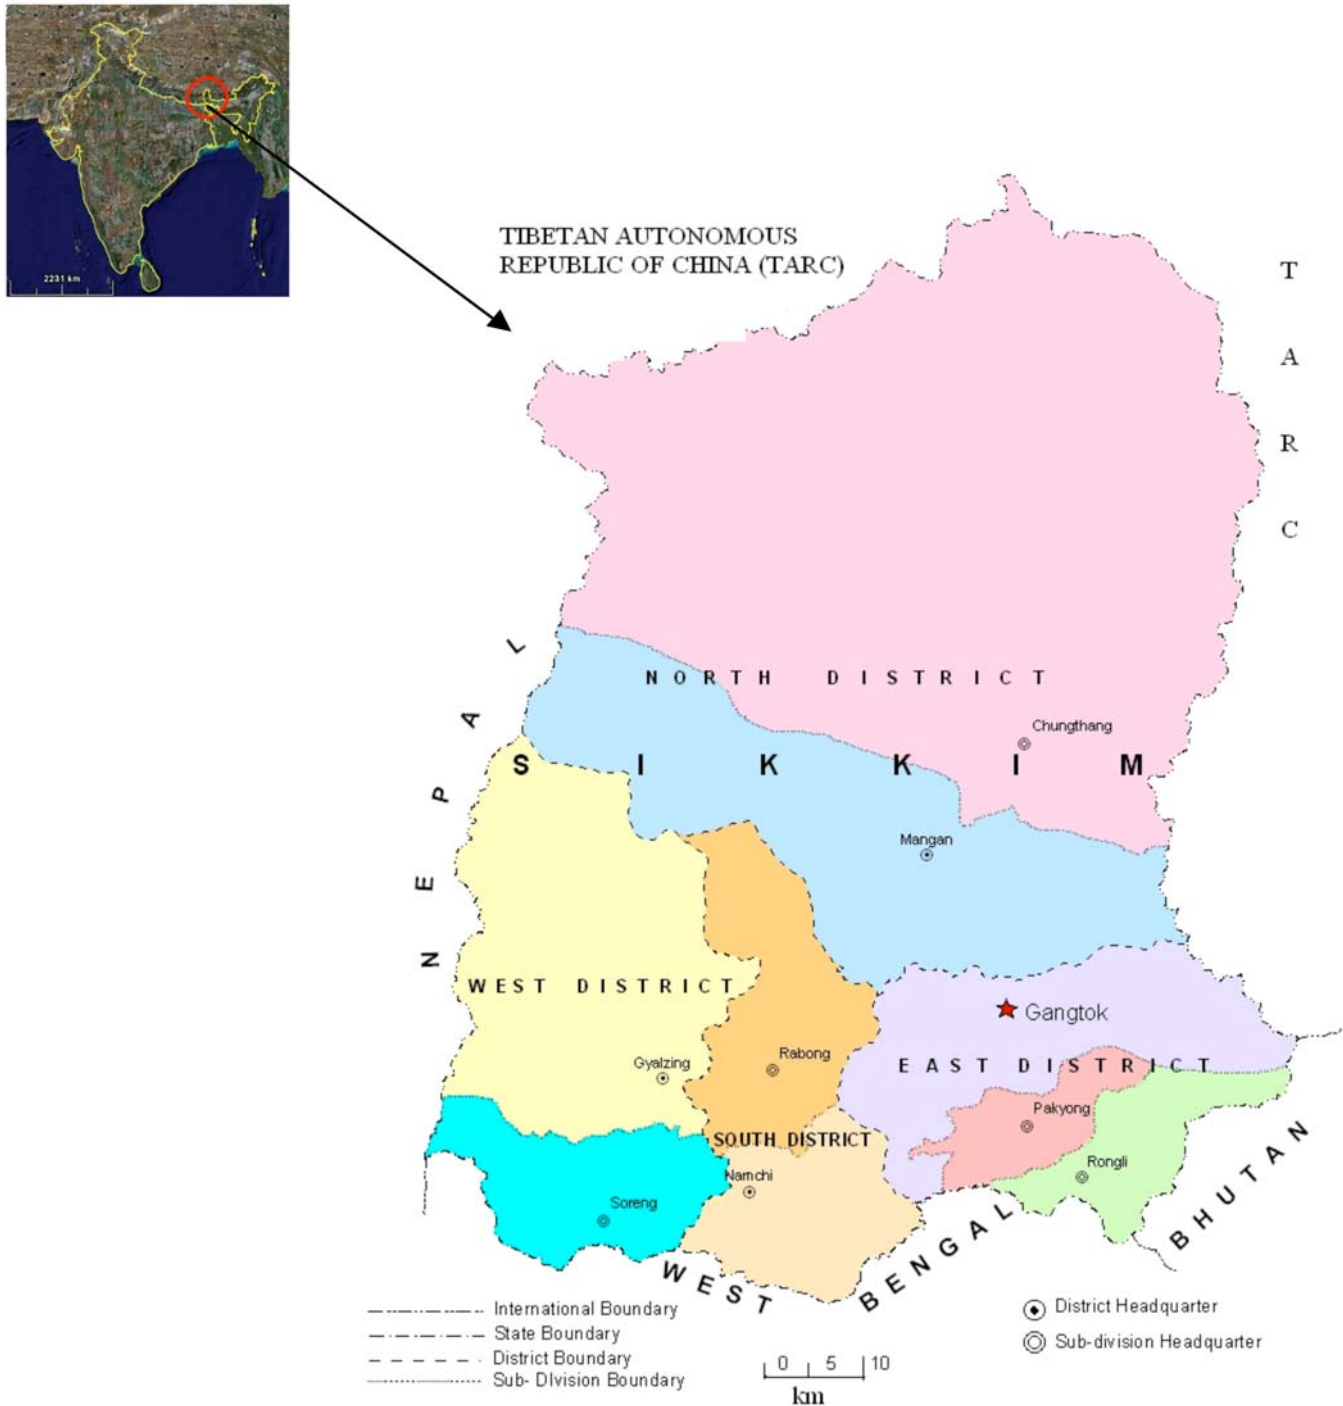 2231 km
TIBETAN AUTONOMOUS
REPUBLIC OF CHINA (TARC)
TARC
NEPAL
NORTH DISTRICT
Chungthang
SIKKIM
Mangan
WEST DISTRICT
Gangtok
EAST DISTRICT
Rabong
Gyalzing
Pakyong
SOUTH DISTRICT
Rongli
Namchi
Soreng
WEST BENGAL
BHUTAN
International Boundary
State Boundary
District Boundary
Sub- DIvision Boundary
0 5 10
km
District Headquarter
Sub-division Headquarter